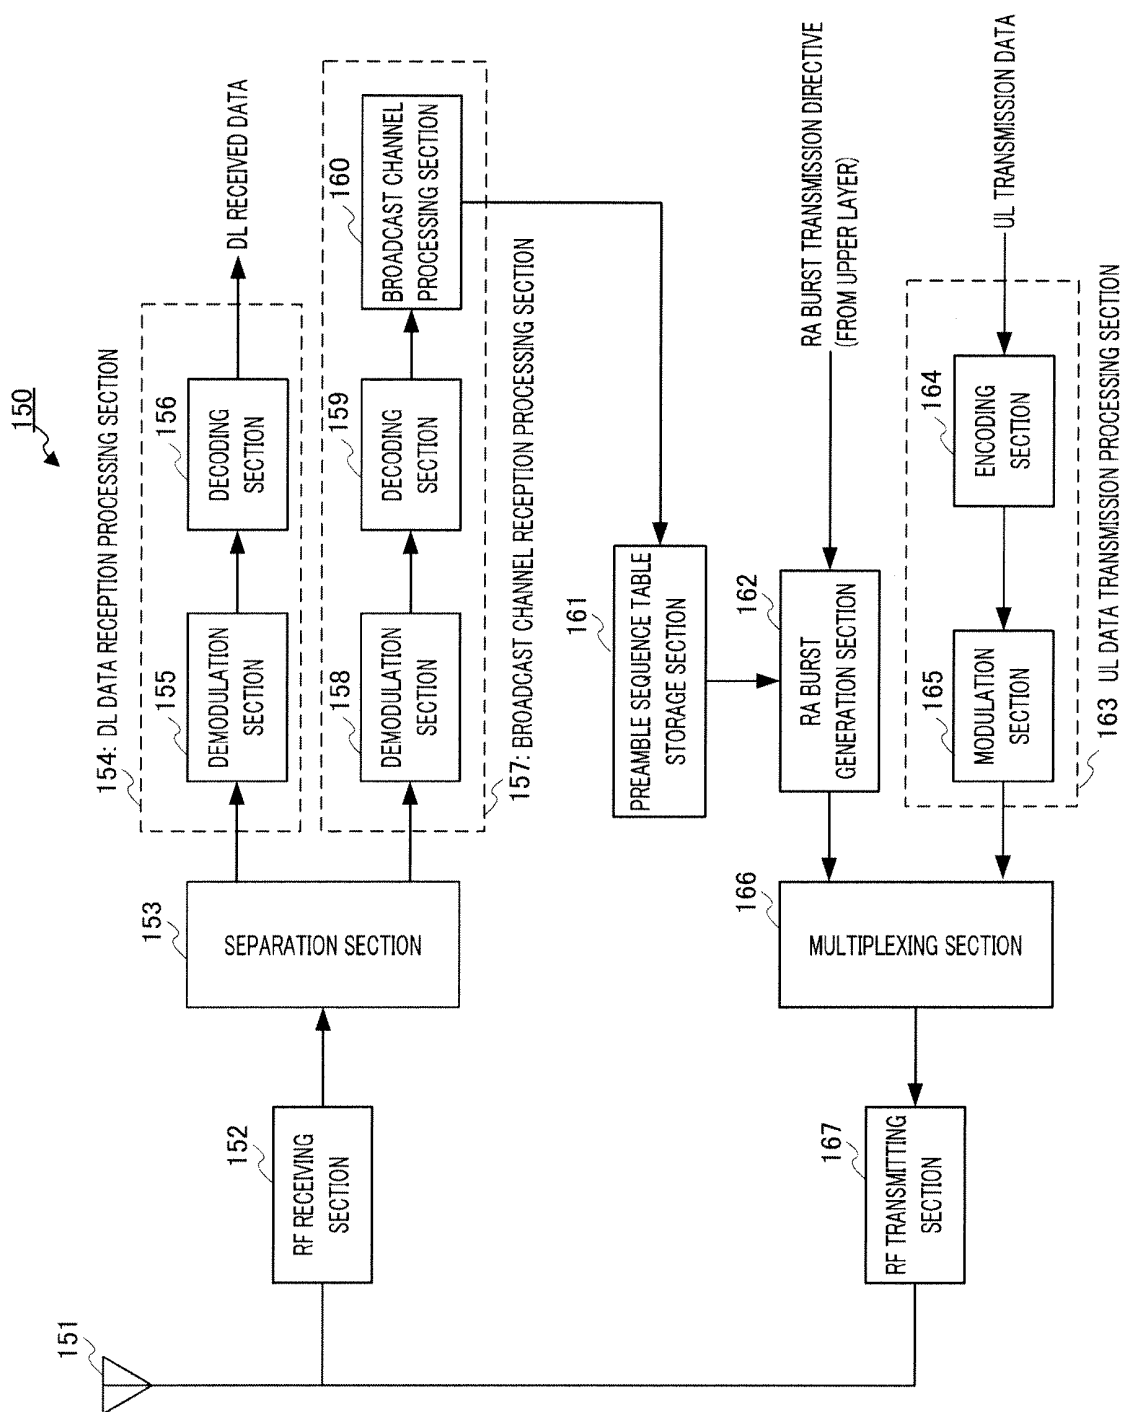 150
151
152
RF RECEIVING
SECTION
153
SEPARATION SECTION
154: DL DATA RECEPTION PROCESSING SECTION
155
DEMODULATION
SECTION
156
DECODING
SECTION
DL RECEIVED DATA
158
DEMODULATION
SECTION
159
DECODING
SECTION
160
BROADCAST CHANNEL
PROCESSING SECTION
157: BROADCAST CHANNEL RECEPTION PROCESSING SECTION
161
PREAMBLE SEQUENCE TABLE
STORAGE SECTION
162
RA BURST
GENERATION SECTION
RA BURST TRANSMISSION DIRECTIVE
(FROM UPPER LAYER)
167
RF TRANSMITTING
SECTION
166
MULTIPLEXING SECTION
165
MODULATION
SECTION
164
ENCODING
SECTION
UL TRANSMISSION DATA
163 UL DATA TRANSMISSION PROCESSING SECTION